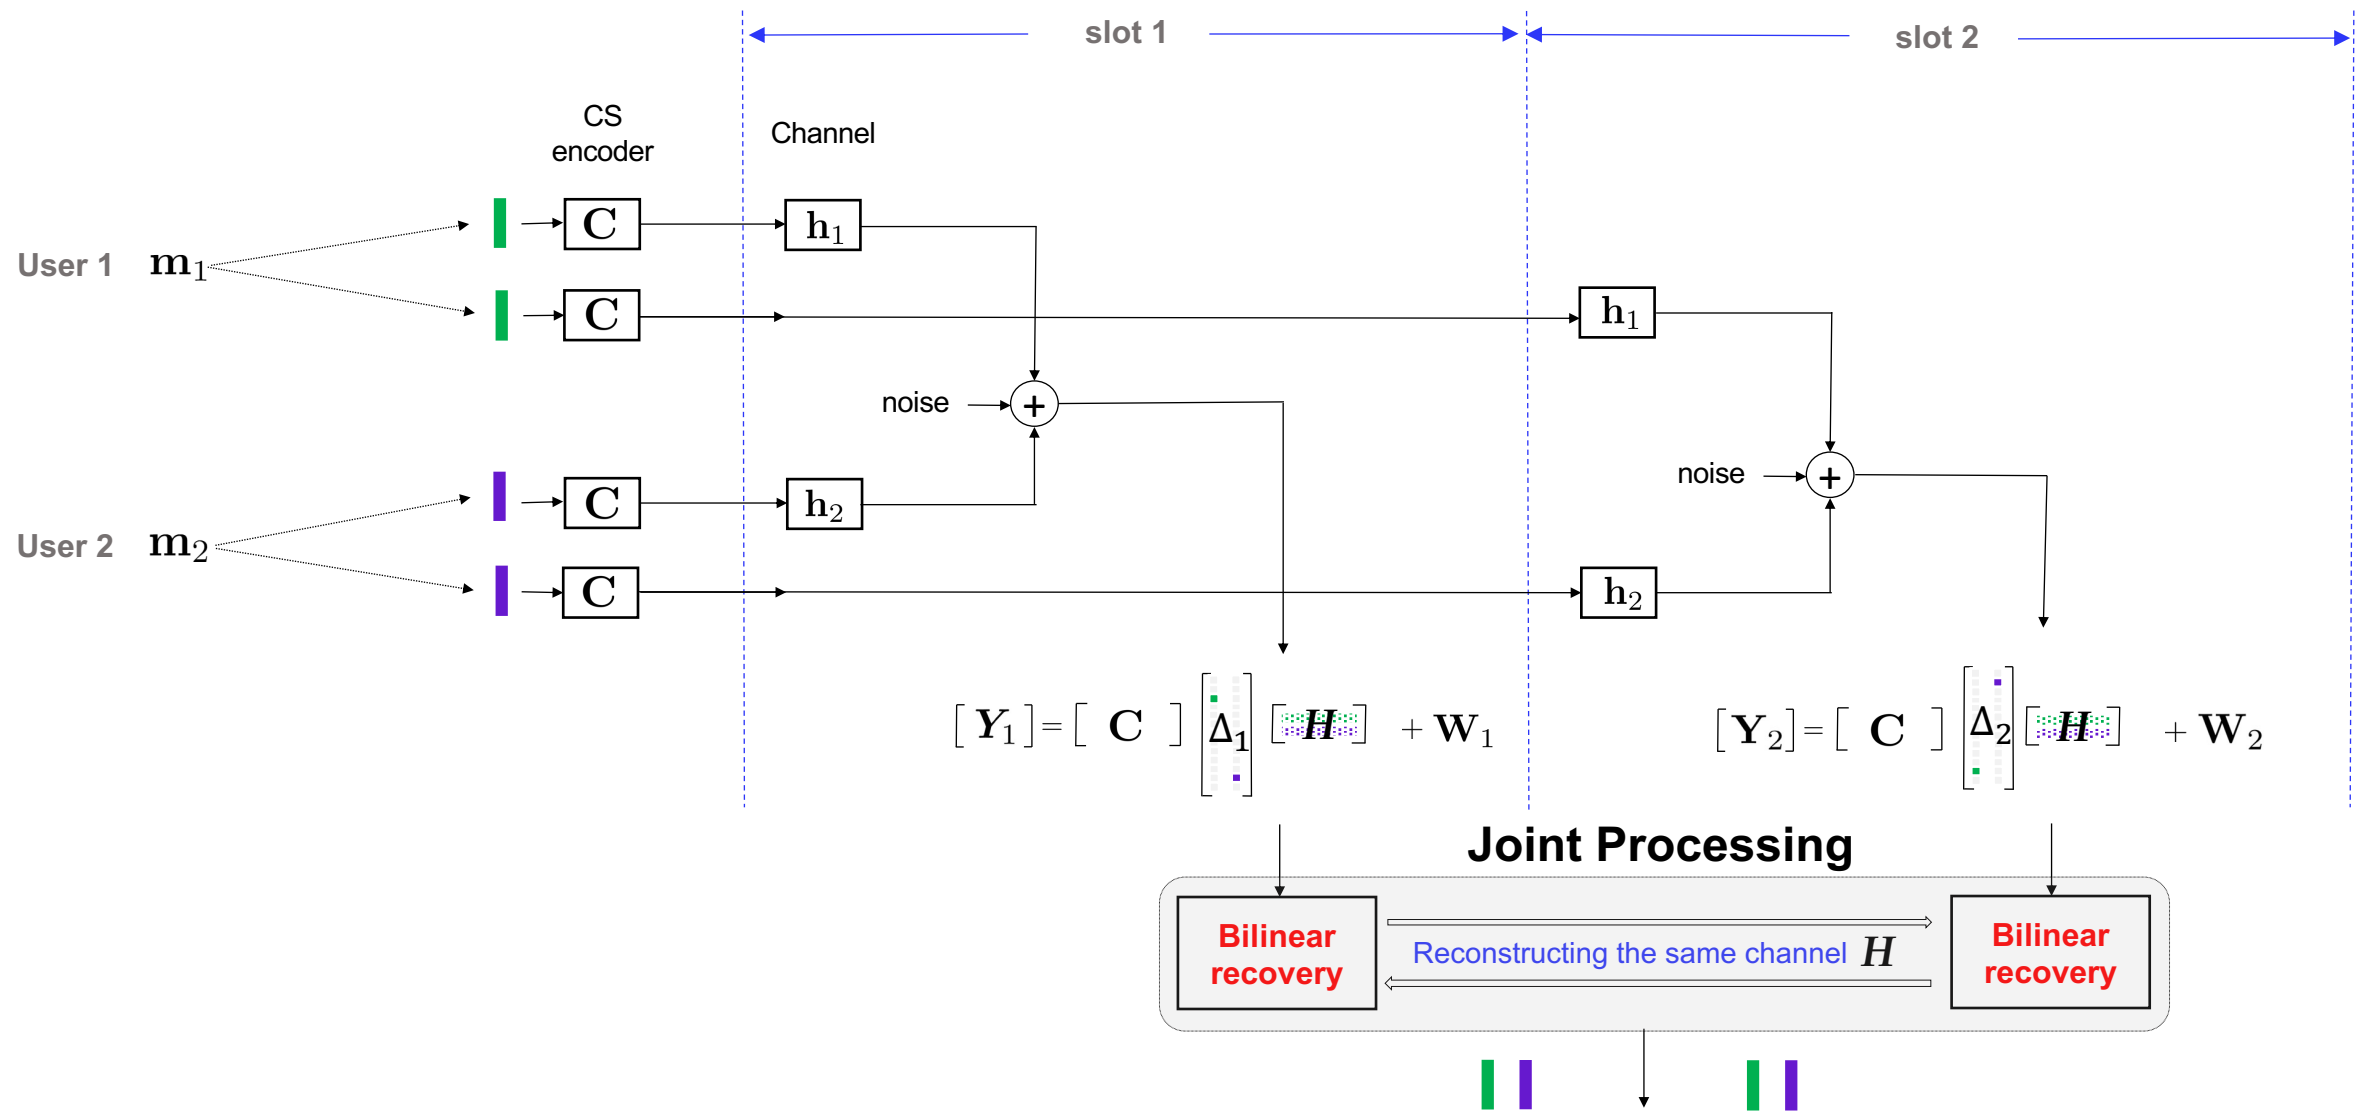 slot 1
slot 2
CS
encoder
Channel
C
h₁
User 1
m₁
C
h₁
noise
+
noise
+
C
h₂
User 2
m₂
C
h₂
[ Y₁ ] = [ C ] [ Δ₁ ] [ H ] + W₁
[ Y₂ ] = [ C ] [ Δ₂ ] [ H ] + W₂
Joint Processing
Bilinear
recovery
Reconstructing the same channel H
Bilinear
recovery